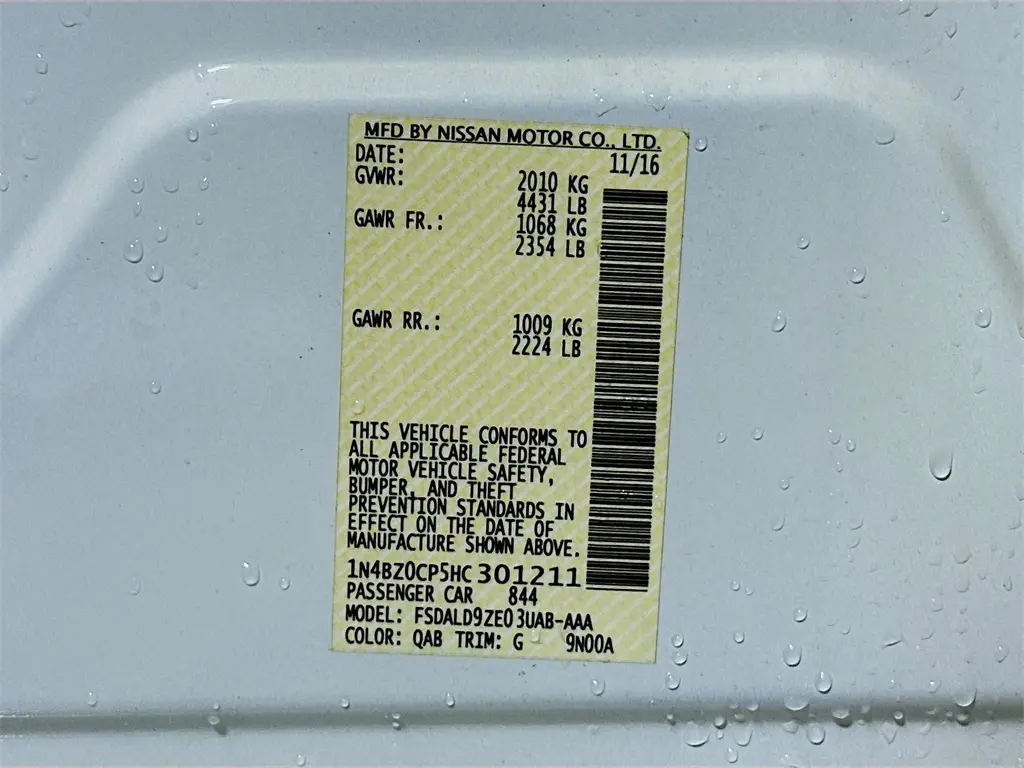 MFD BY NISSAN MOTOR CO., LTD.
DATE: 11/16
GVWR: 2010 KG
4431 LB
GAWR FR.: 1068 KG
2354 LB
GAWR RR.: 1009 KG
2224 LB
THIS VEHICLE CONFORMS TO
ALL APPLICABLE FEDERAL
MOTOR VEHICLE SAFETY,
BUMPER, AND THEFT
PREVENTION STANDARDS IN
EFFECT ON THE DATE OF
MANUFACTURE SHOWN ABOVE.
1N4BZ0CP5HC 301211
PASSENGER CAR 844
MODEL: FSDALD9ZE03UAB-AAA
COLOR: QAB TRIM: G 9N00A